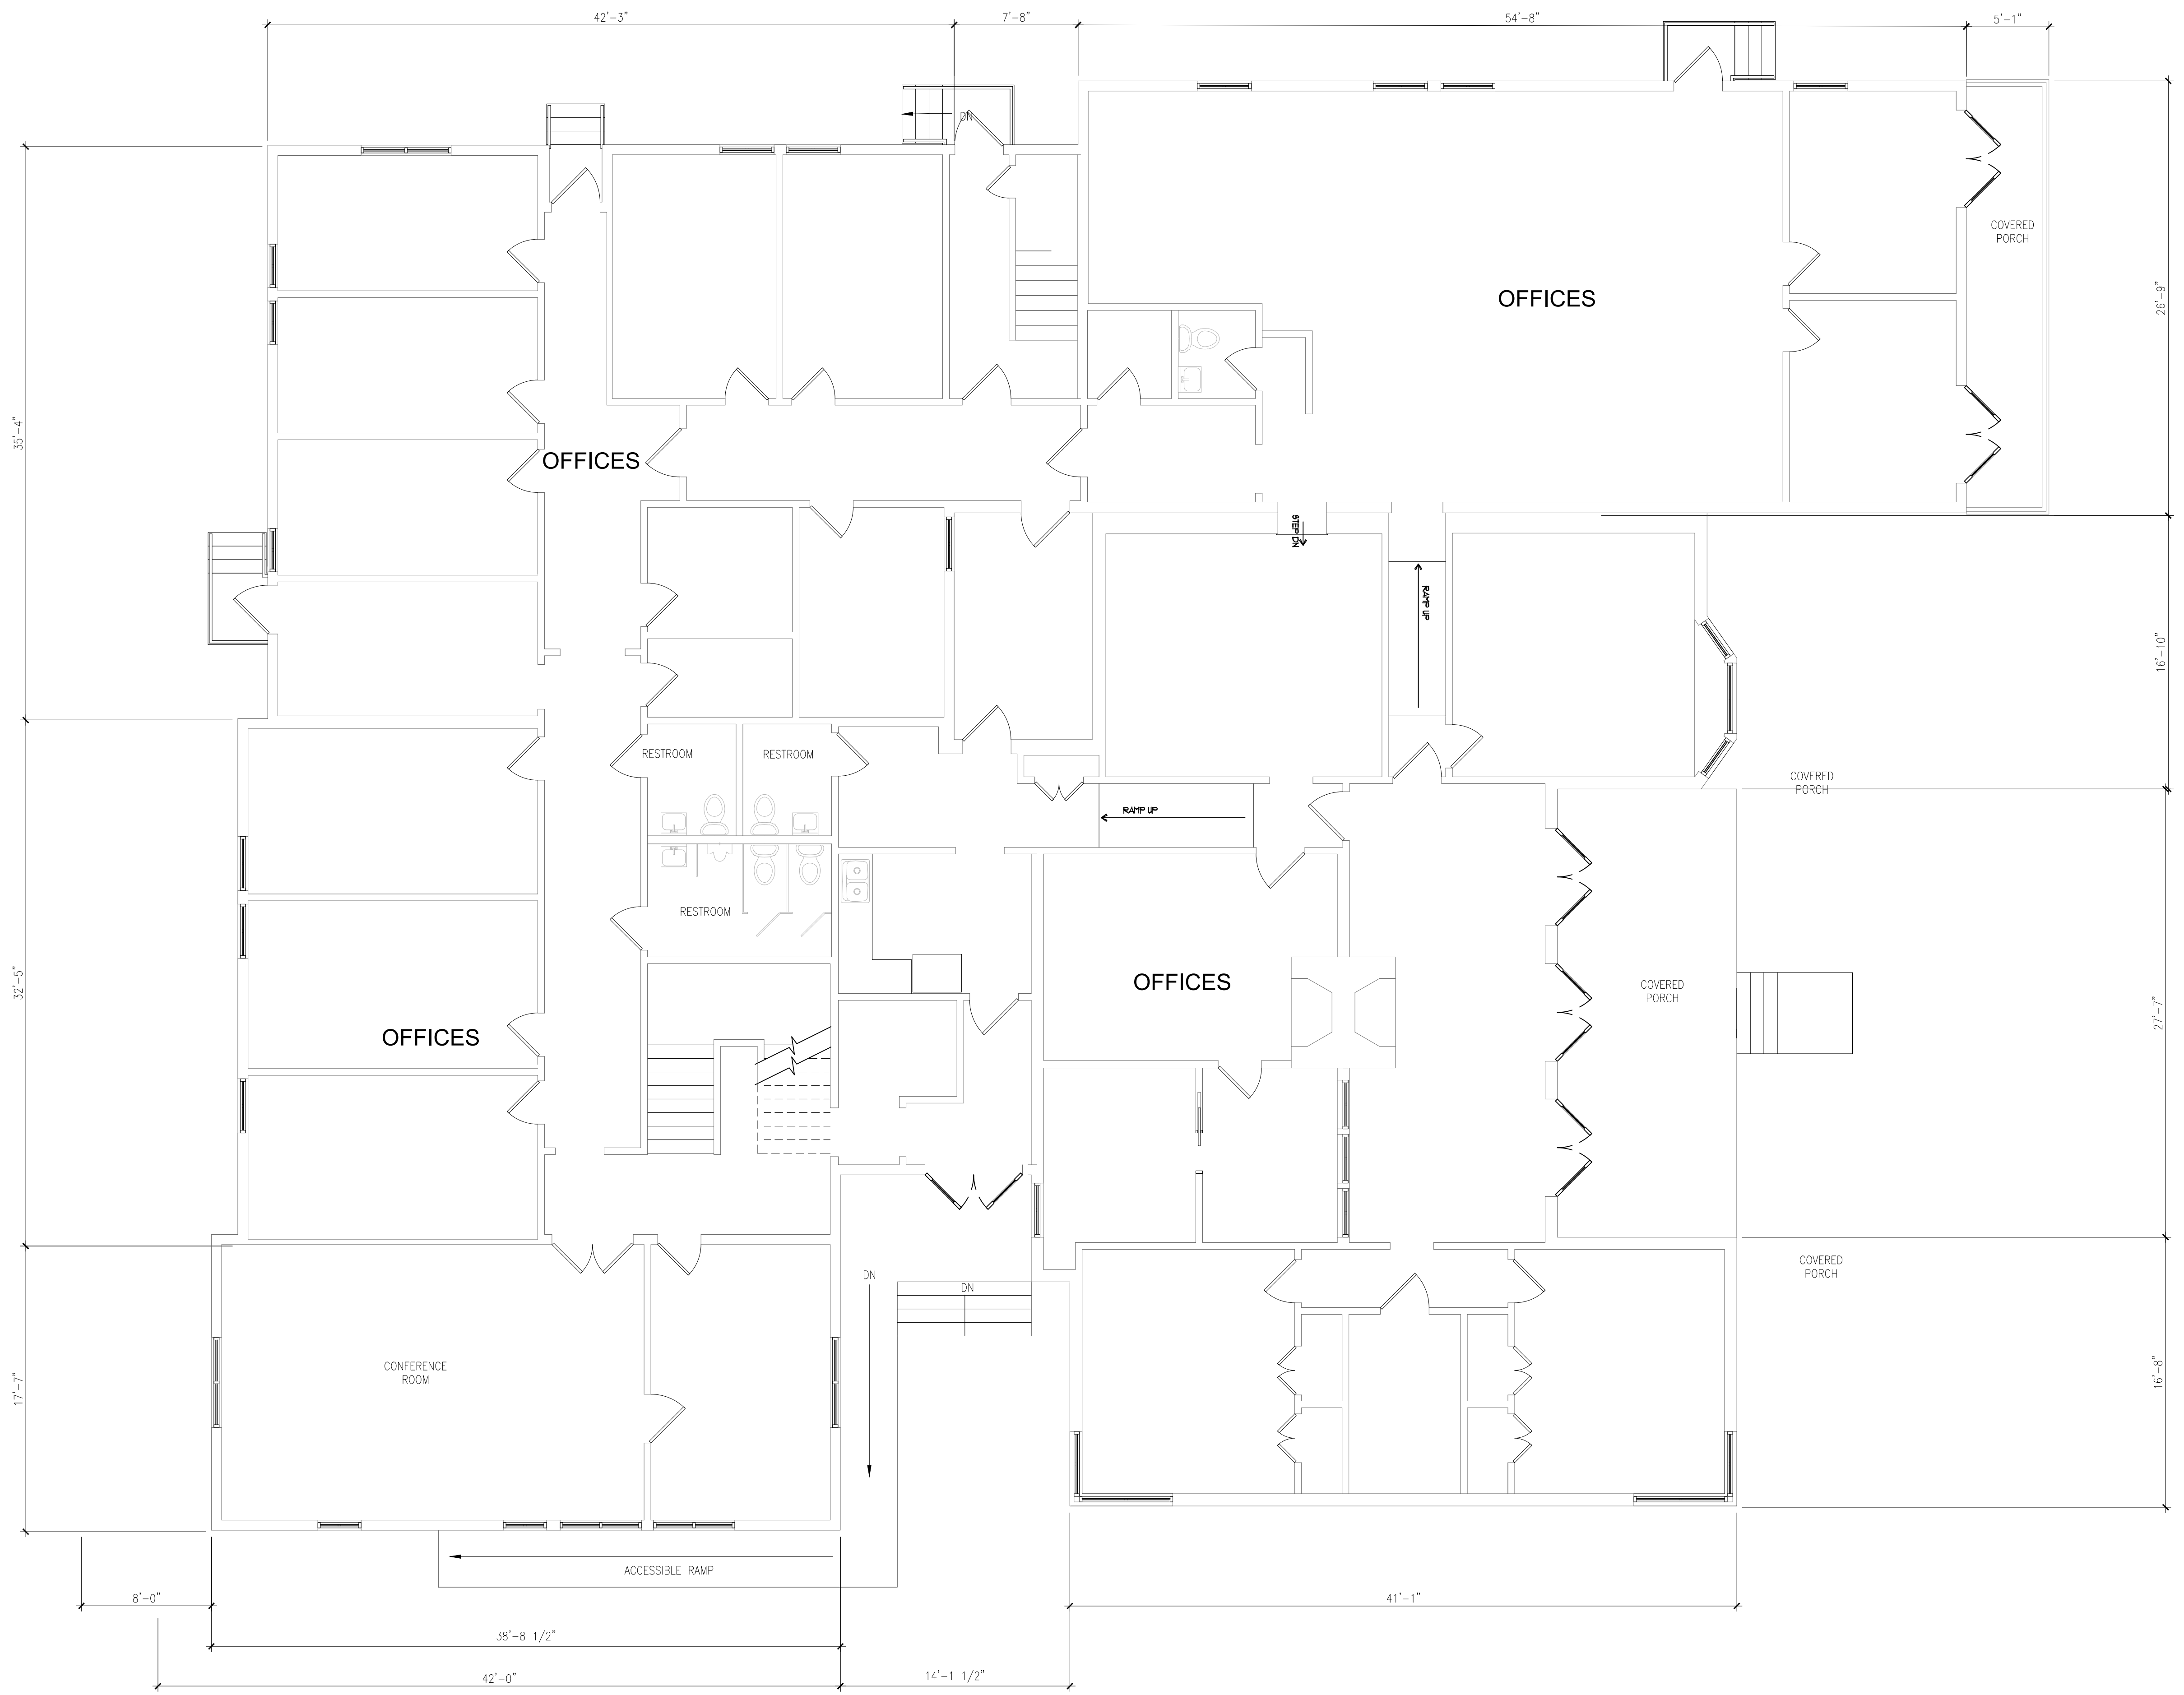 42'-3"
7'-8"
54'-8"
5'-1"
DN
COVERED
PORCH
OFFICES
26'-9"
35'-4"
OFFICES
STEP DN
RAMP UP
16'-10"
RESTROOM
RESTROOM
COVERED
PORCH
RAMP UP
RESTROOM
OFFICES
COVERED
PORCH
32'-5"
27'-7"
OFFICES
DN
DN
COVERED
PORCH
CONFERENCE
ROOM
17'-7"
16'-8"
ACCESSIBLE RAMP
8'-0"
41'-1"
38'-8 1/2"
42'-0"
14'-1 1/2"